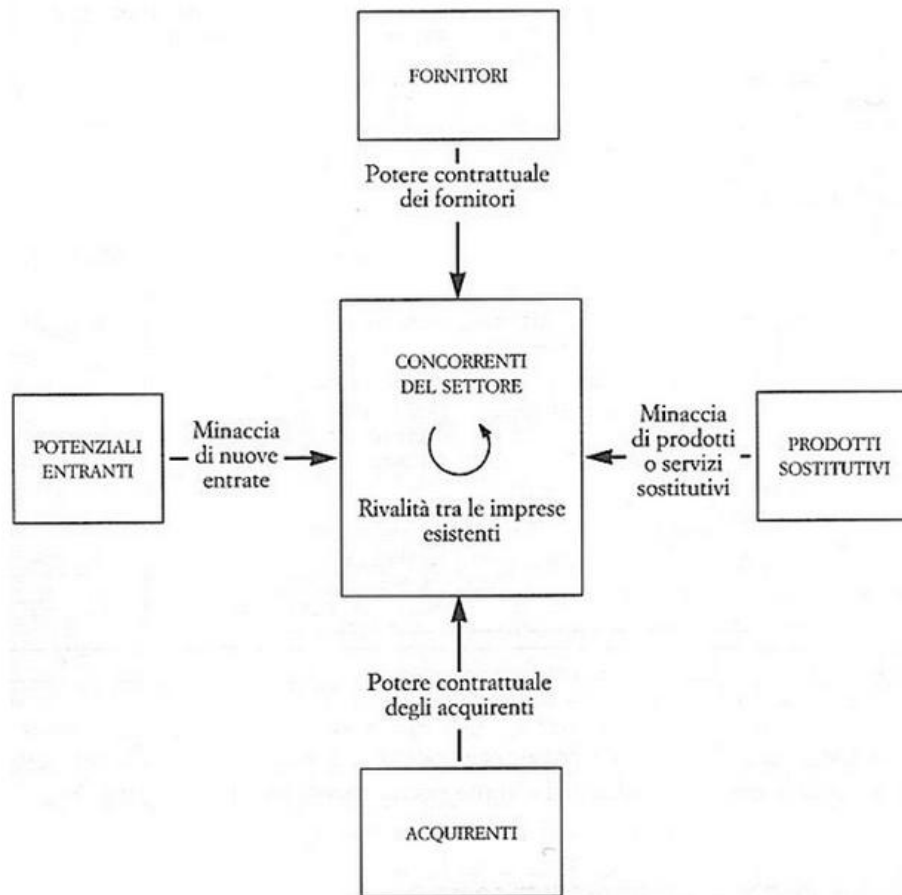 FORNITORI
Potere contrattuale
dei fornitori
CONCORRENTI
DEL SETTORE
Rivalità tra le imprese
esistenti
POTENZIALI
ENTRANTI
Minaccia
di nuove
entrate
Minaccia
di prodotti
o servizi
sostitutivi
PRODOTTI
SOSTITUTIVI
Potere contrattuale
degli acquirenti
ACQUIRENTI